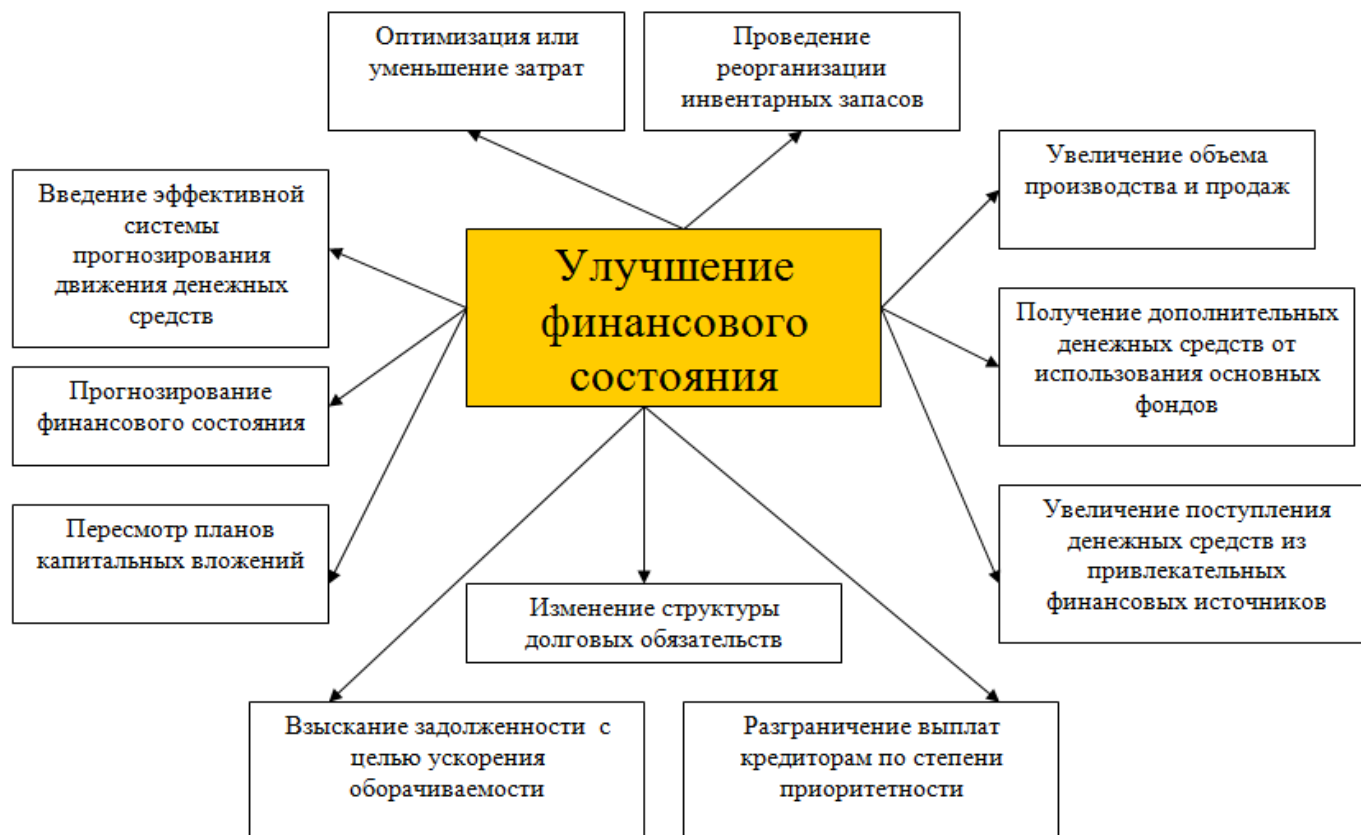 Оптимизация или
уменьшение затрат
Проведение
реорганизации
инвентарных запасов
Увеличение объема
производства и продаж
Введение эффективной
системы
прогнозирования
движения денежных
средств
Улучшение
финансового
состояния
Получение дополнительных
денежных средств от
использования основных
фондов
Прогнозирование
финансового состояния
Пересмотр планов
капитальных вложений
Увеличение поступления
денежных средств из
привлекательных
финансовых источников
Изменение структуры
долговых обязательств
Взыскание задолженности с
целью ускорения
оборачиваемости
Разграничение выплат
кредиторам по степени
приоритетности